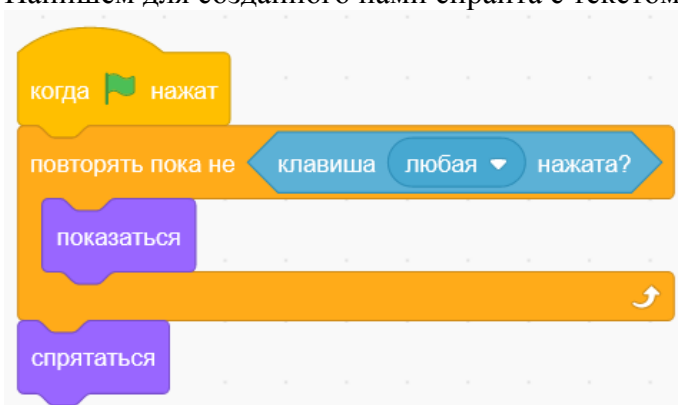 Напишем для созданного нами спрайта с текстом
когда нажат
повторять пока не клавиша любая нажата?
показаться
спрятаться